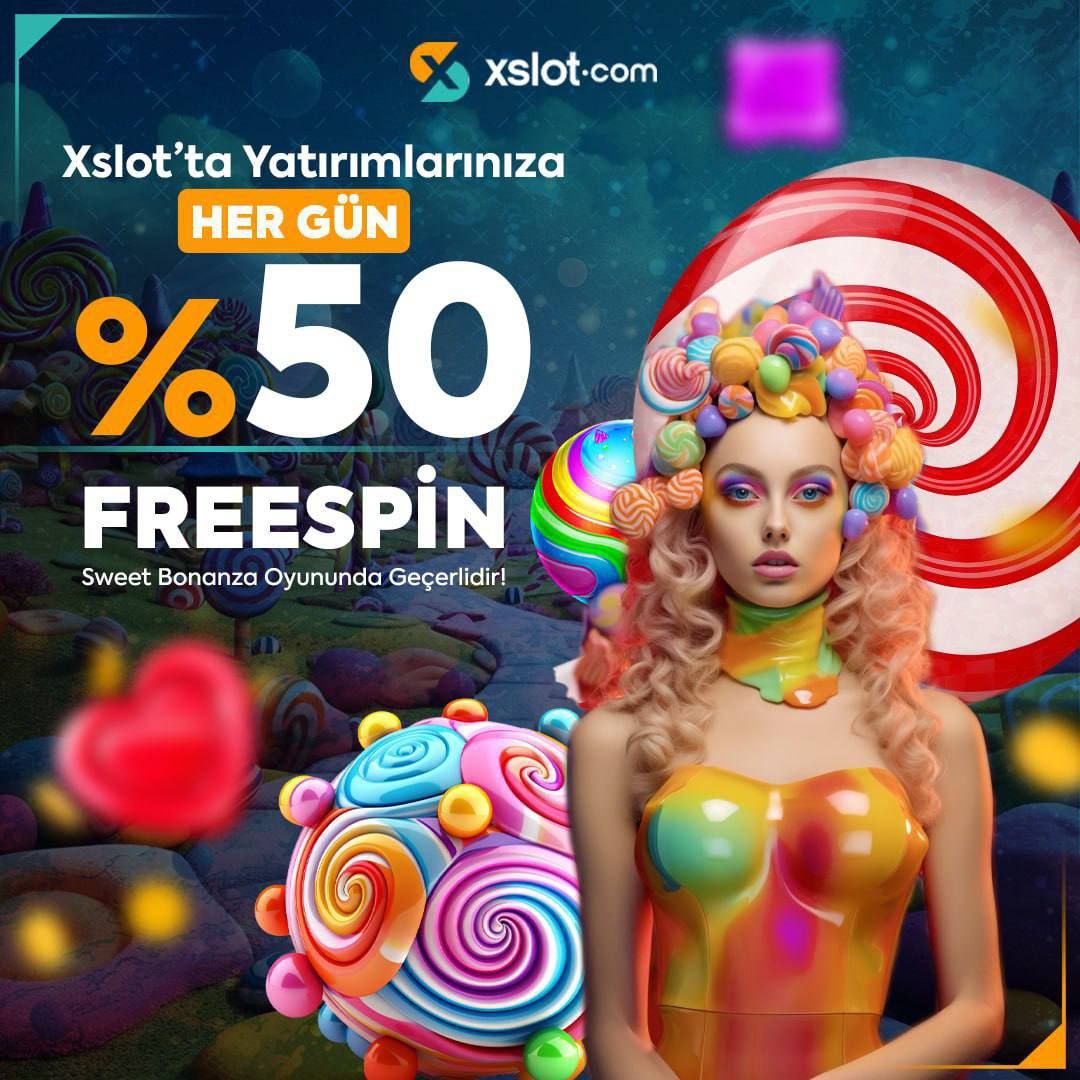 xslot.com
Xslot'ta Yatırımlarınıza
HER GÜN
%50
FREESPİN
Sweet Bonanza Oyununda Geçerlidir!